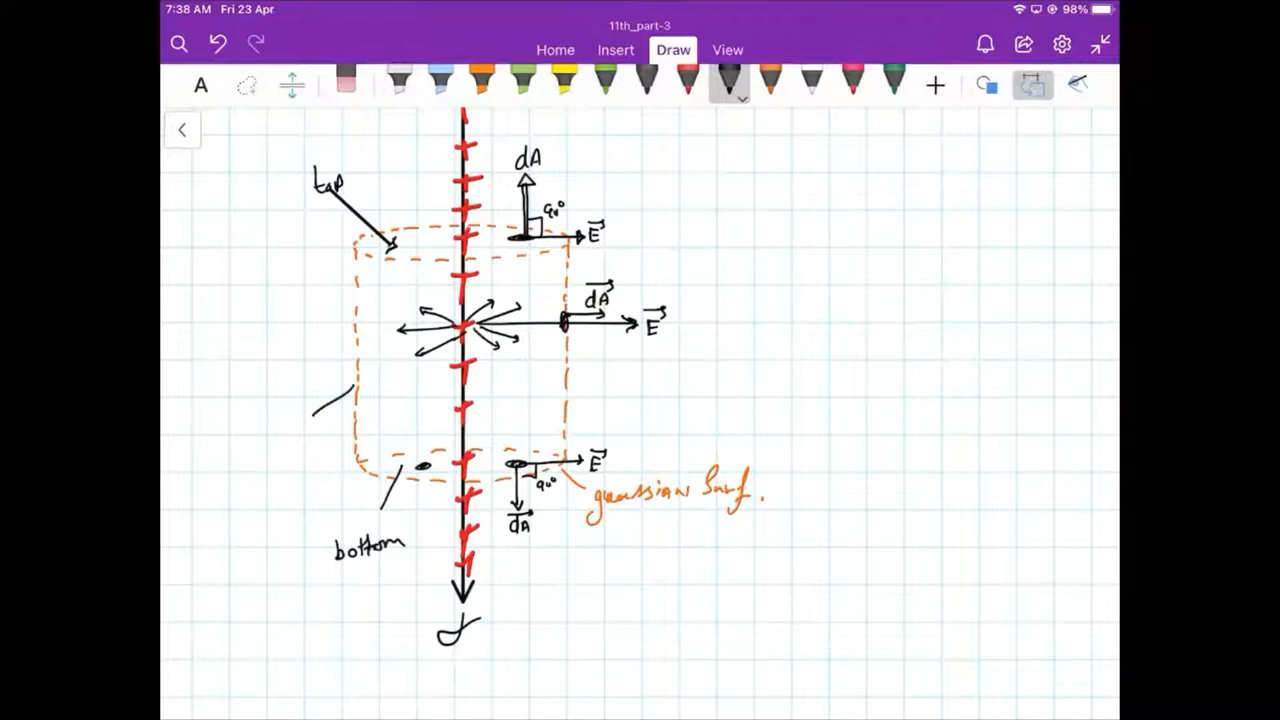 7:38 AM Fri 23 Apr
98%
11th_part-3
Home Insert Draw View
A
dA
top
90°
E
dA
E
E
90°
gaussian Surf.
dA
bottom